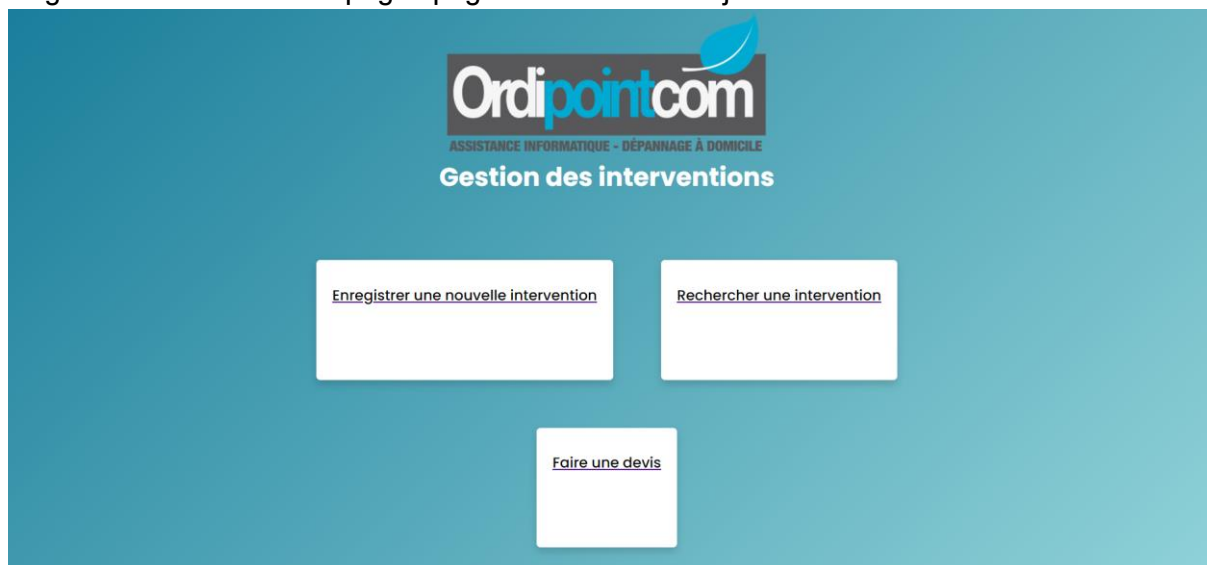 Ordipointcom
ASSISTANCE INFORMATIQUE - DÉPANNAGE À DOMICILE
Gestion des interventions
Enregistrer une nouvelle intervention
Rechercher une intervention
Faire une devis